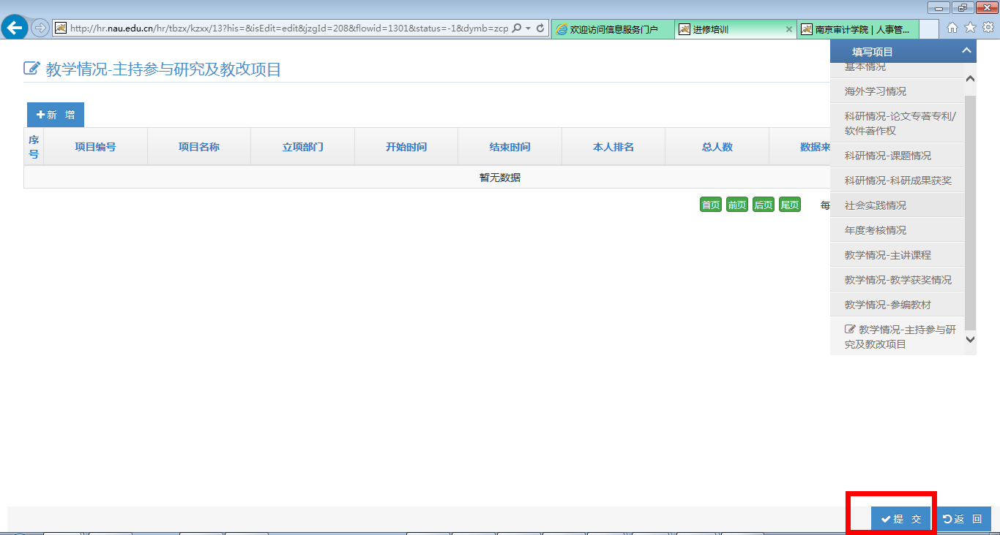 http://hr.nau.edu.cn/hr/tbzx/kzxx/13?his=&isEdit=edit&jzgId=208&flowid=1301&status=-1&dymb=zcp
欢迎访问信息服务门户
进修培训
南京审计学院 | 人事管...
教学情况-主持参与研究及教改项目
新 增
序号
项目编号
项目名称
立项部门
开始时间
结束时间
本人排名
总人数
数据来
暂无数据
首页 前页 后页 尾页 每
填写项目
基本情况
海外学习情况
科研情况-论文专著专利/
软件著作权
科研情况-课题情况
科研情况-科研成果获奖
社会实践情况
年度考核情况
教学情况-主讲课程
教学情况-教学获奖情况
教学情况-参编教材
教学情况-主持参与研
究及教改项目
提 交
返 回